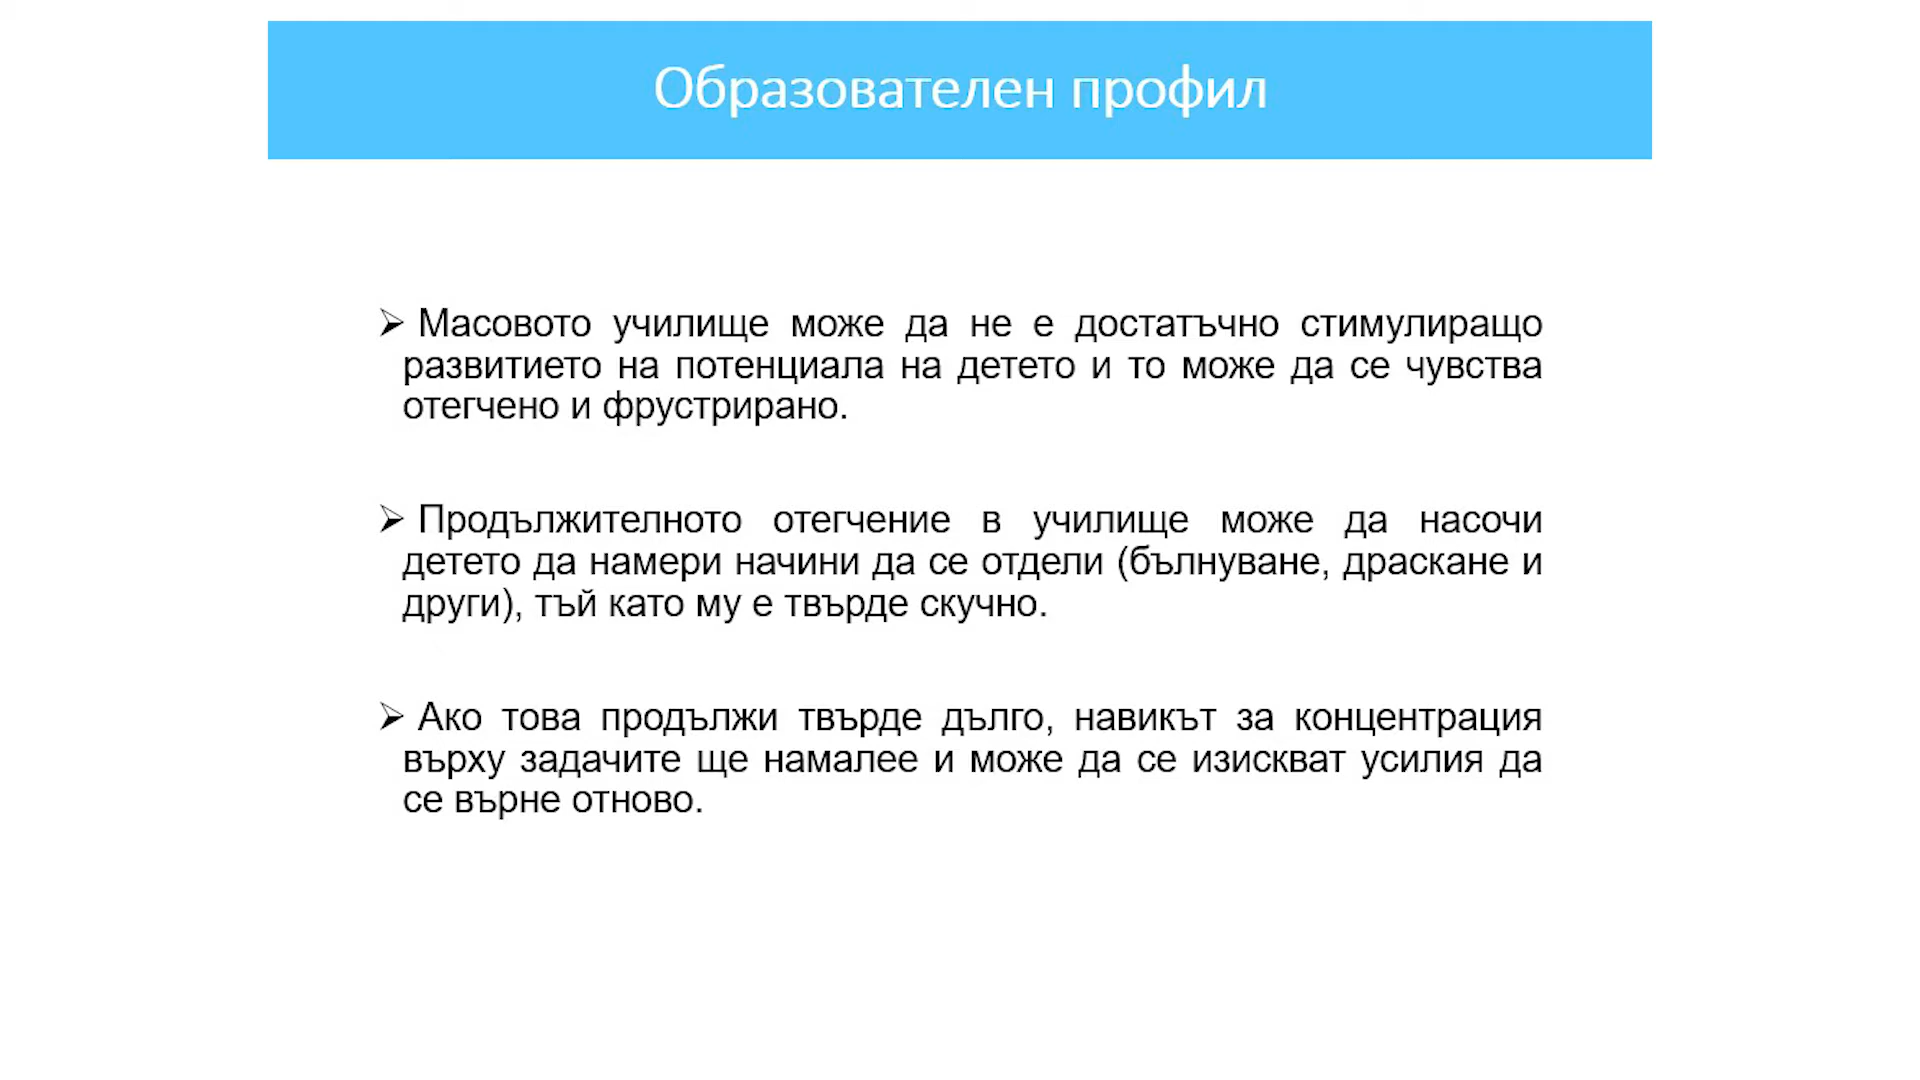 Образователен профил
➢ Масовото училище може да не е достатъчно стимулиращо
развитието на потенциала на детето и то може да се чувства
отегчено и фрустрирано.
➢ Продължителното отегчение в училище може да насочи
детето да намери начини да се отдели (бълнуване, драскане и
други), тъй като му е твърде скучно.
➢ Ако това продължи твърде дълго, навикът за концентрация
върху задачите ще намалее и може да се изискват усилия да
се върне отново.